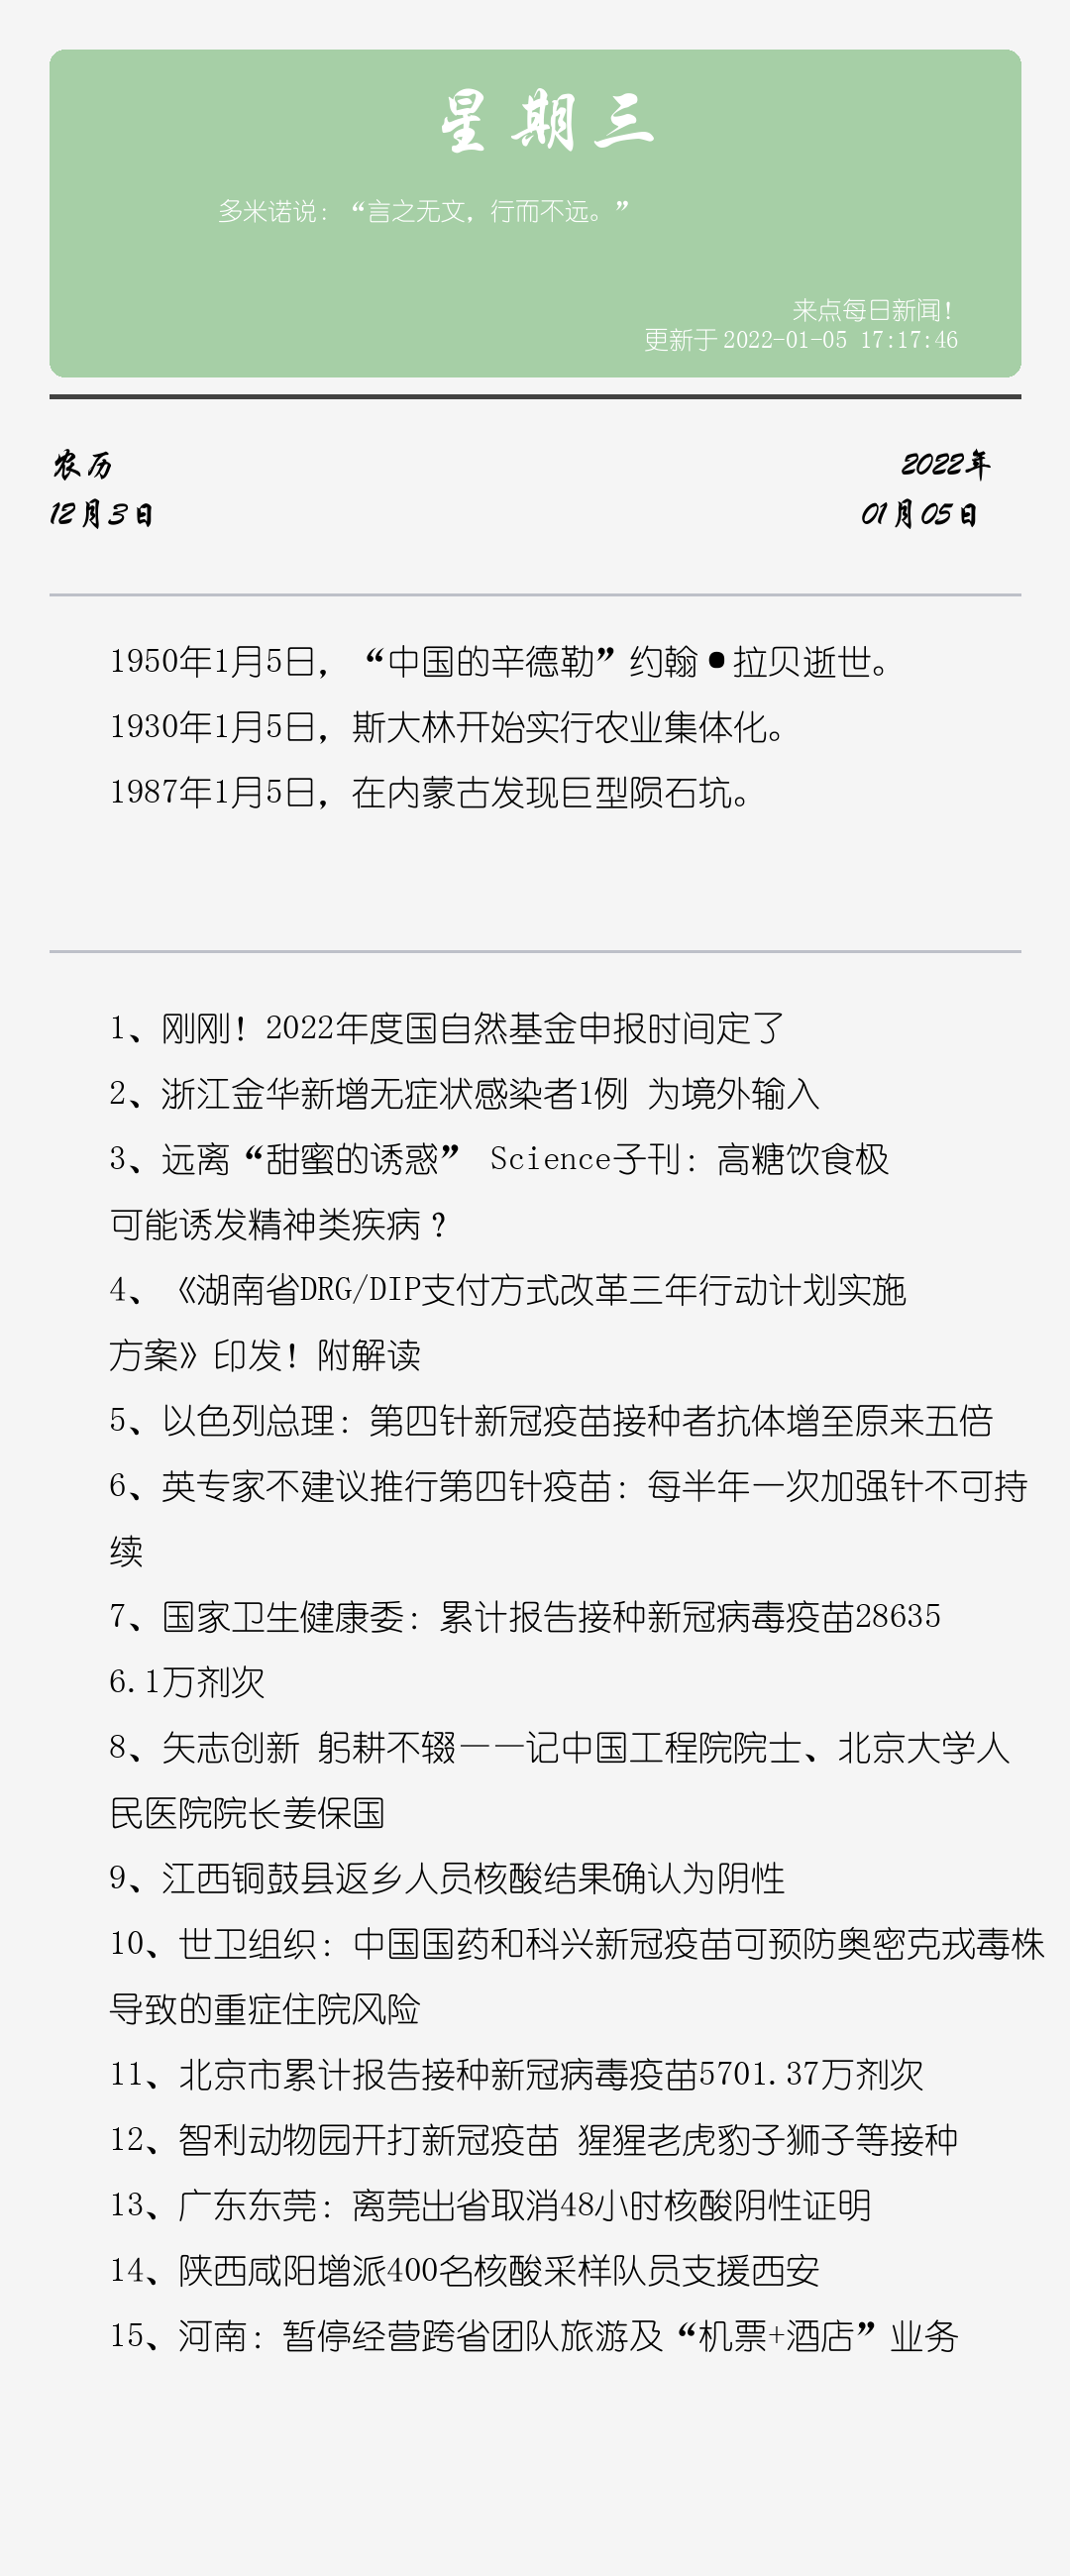 星期三
多米诺说：“言之无文，行而不远。”
来点每日新闻！
更新于 2022-01-05 17:17:46
农历
12月3日
2022年
01月05日
1950年1月5日，“中国的辛德勒”约翰•拉贝逝世。
1930年1月5日，斯大林开始实行农业集体化。
1987年1月5日，在内蒙古发现巨型陨石坑。
1、刚刚！2022年度国自然基金申报时间定了
2、浙江金华新增无症状感染者1例 为境外输入
3、远离“甜蜜的诱惑” Science子刊：高糖饮食极
可能诱发精神类疾病？
4、《湖南省DRG/DIP支付方式改革三年行动计划实施
方案》印发！附解读
5、以色列总理：第四针新冠疫苗接种者抗体增至原来五倍
6、英专家不建议推行第四针疫苗：每半年一次加强针不可持
续
7、国家卫生健康委：累计报告接种新冠病毒疫苗28635
6.1万剂次
8、矢志创新 躬耕不辍——记中国工程院院士、北京大学人
民医院院长姜保国
9、江西铜鼓县返乡人员核酸结果确认为阴性
10、世卫组织：中国国药和科兴新冠疫苗可预防奥密克戎毒株
导致的重症住院风险
11、北京市累计报告接种新冠病毒疫苗5701.37万剂次
12、智利动物园开打新冠疫苗 猩猩老虎豹子狮子等接种
13、广东东莞：离莞出省取消48小时核酸阴性证明
14、陕西咸阳增派400名核酸采样队员支援西安
15、河南：暂停经营跨省团队旅游及“机票+酒店”业务